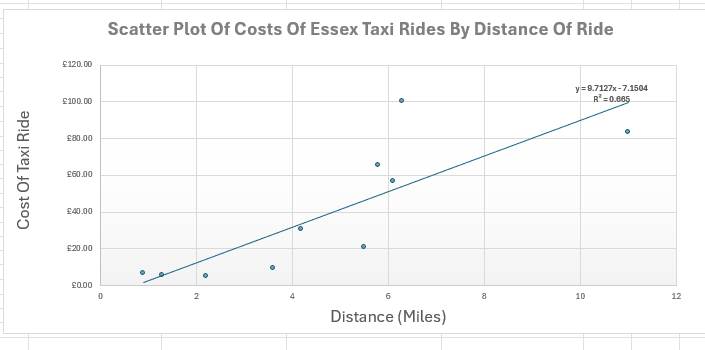 Scatter Plot Of Costs Of Essex Taxi Rides By Distance Of Ride
£120.00
y = 9.7127x - 7.1504
R² = 0.665
£100.00
£80.00
£60.00
£40.00
£20.00
£0.00
Cost Of Taxi Ride
0 2 4 6 8 10 12
Distance (Miles)